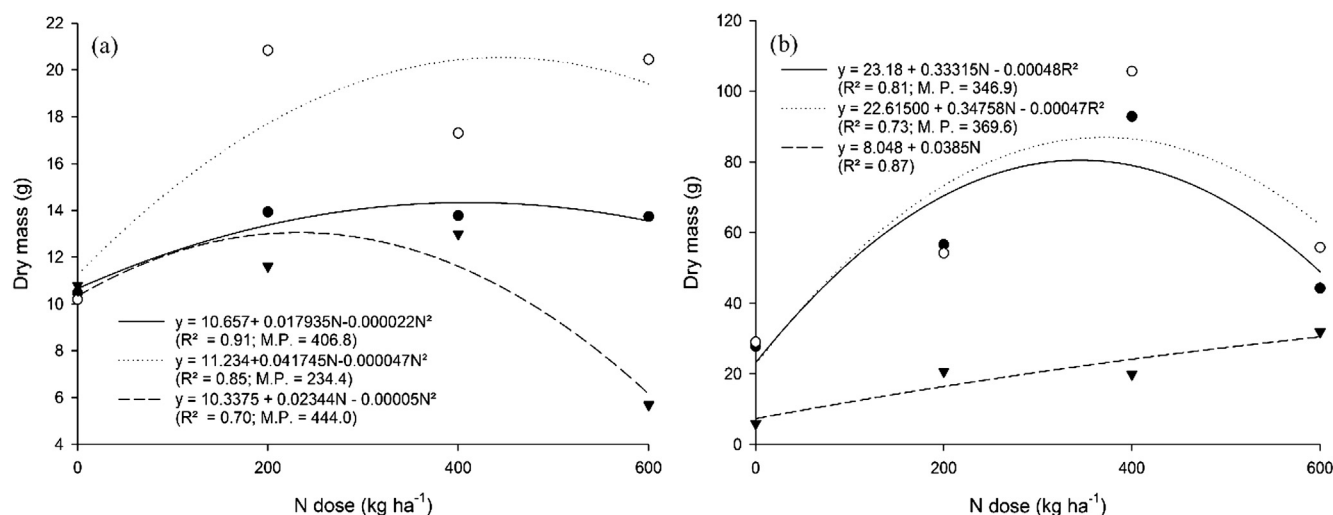 (a)
Dry mass (g)
22
20
18
16
14
12
10
8
6
4
y = 10.657+ 0.017935N-0.000022N²
(R² = 0.91; M.P. = 406.8)
y = 11.234+0.041745N-0.000047N²
(R² = 0.85; M.P. = 234.4)
y = 10.3375 + 0.02344N - 0.00005N²
(R² = 0.70; M.P. = 444.0)
0
200
400
600
N dose (kg ha⁻¹)
(b)
Dry mass (g)
120
100
80
60
40
20
0
y = 23.18 + 0.33315N - 0.00048R²
(R² = 0.81; M. P. = 346.9)
y = 22.61500 + 0.34758N - 0.00047R²
(R² = 0.73; M. P. = 369.6)
y = 8.048 + 0.0385N
(R² = 0.87)
0
200
400
600
N dose (kg ha⁻¹)